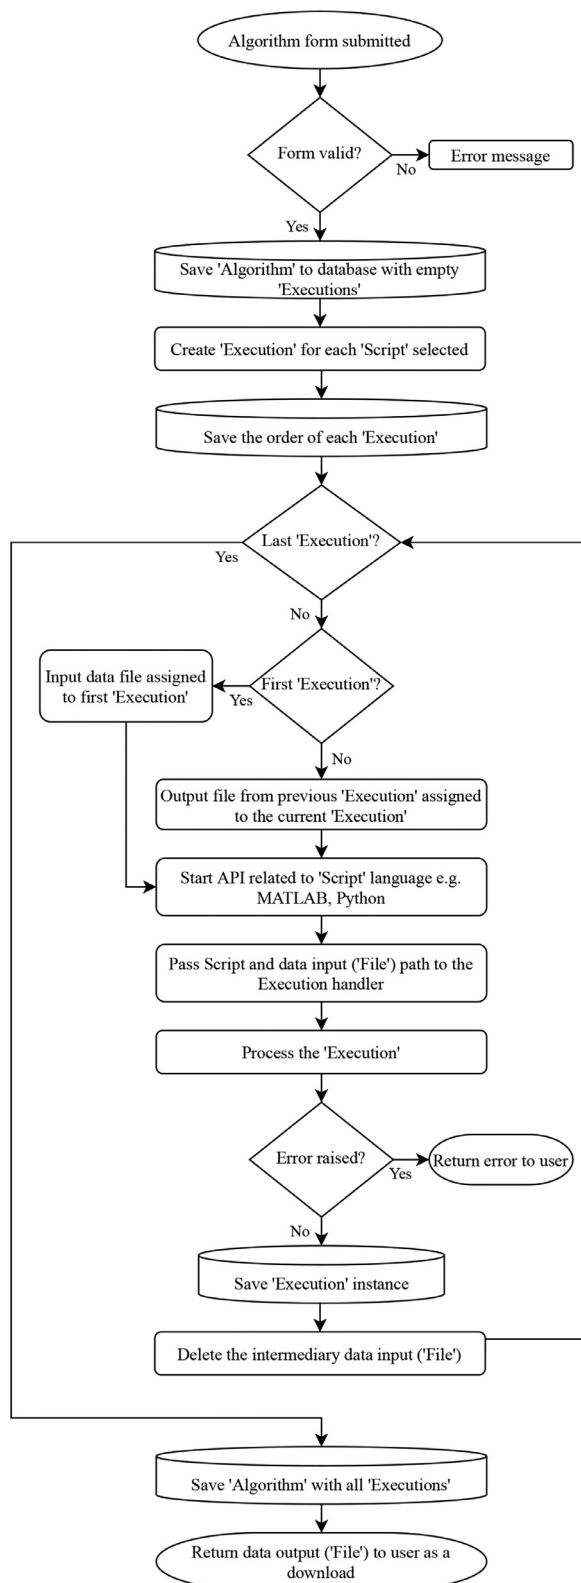 Algorithm form submitted
Form valid?
No
Error message
Yes
Save 'Algorithm' to database with empty
'Executions'
Create 'Execution' for each 'Script' selected
Save the order of each 'Execution'
Last 'Execution'?
Yes
No
Input data file assigned
to first 'Execution'
First 'Execution'?
Yes
No
Output file from previous 'Execution' assigned
to the current 'Execution'
Start API related to 'Script' language e.g.
MATLAB, Python
Pass Script and data input ('File') path to the
Execution handler
Process the 'Execution'
Error raised?
Yes
Return error to user
No
Save 'Execution' instance
Delete the intermediary data input ('File')
Save 'Algorithm' with all 'Executions'
Return data output ('File') to user as a
download